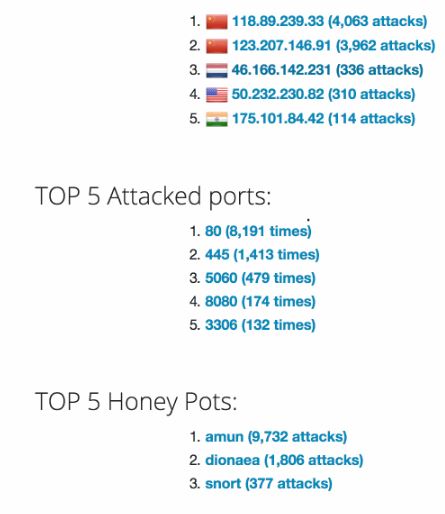 1. 118.89.239.33 (4,063 attacks)
2. 123.207.146.91 (3,962 attacks)
3. 46.166.142.231 (336 attacks)
4. 50.232.230.82 (310 attacks)
5. 175.101.84.42 (114 attacks)
TOP 5 Attacked ports:
1. 80 (8,191 times)
2. 445 (1,413 times)
3. 5060 (479 times)
4. 8080 (174 times)
5. 3306 (132 times)
TOP 5 Honey Pots:
1. amun (9,732 attacks)
2. dionaea (1,806 attacks)
3. snort (377 attacks)